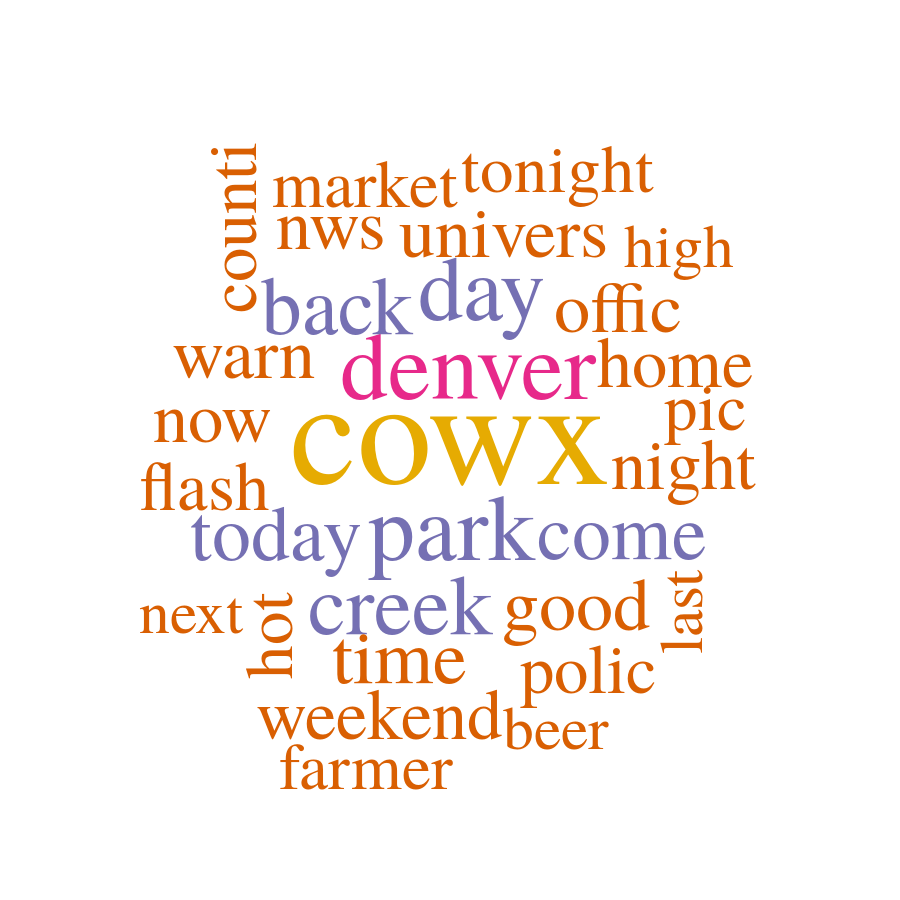 counti
market
tonight
nws
univers
high
back
day
offic
warn
denver
home
now
cowx
pic
night
flash
today
park
come
next
hot
creek
good
last
time
polic
weekend
beer
farmer